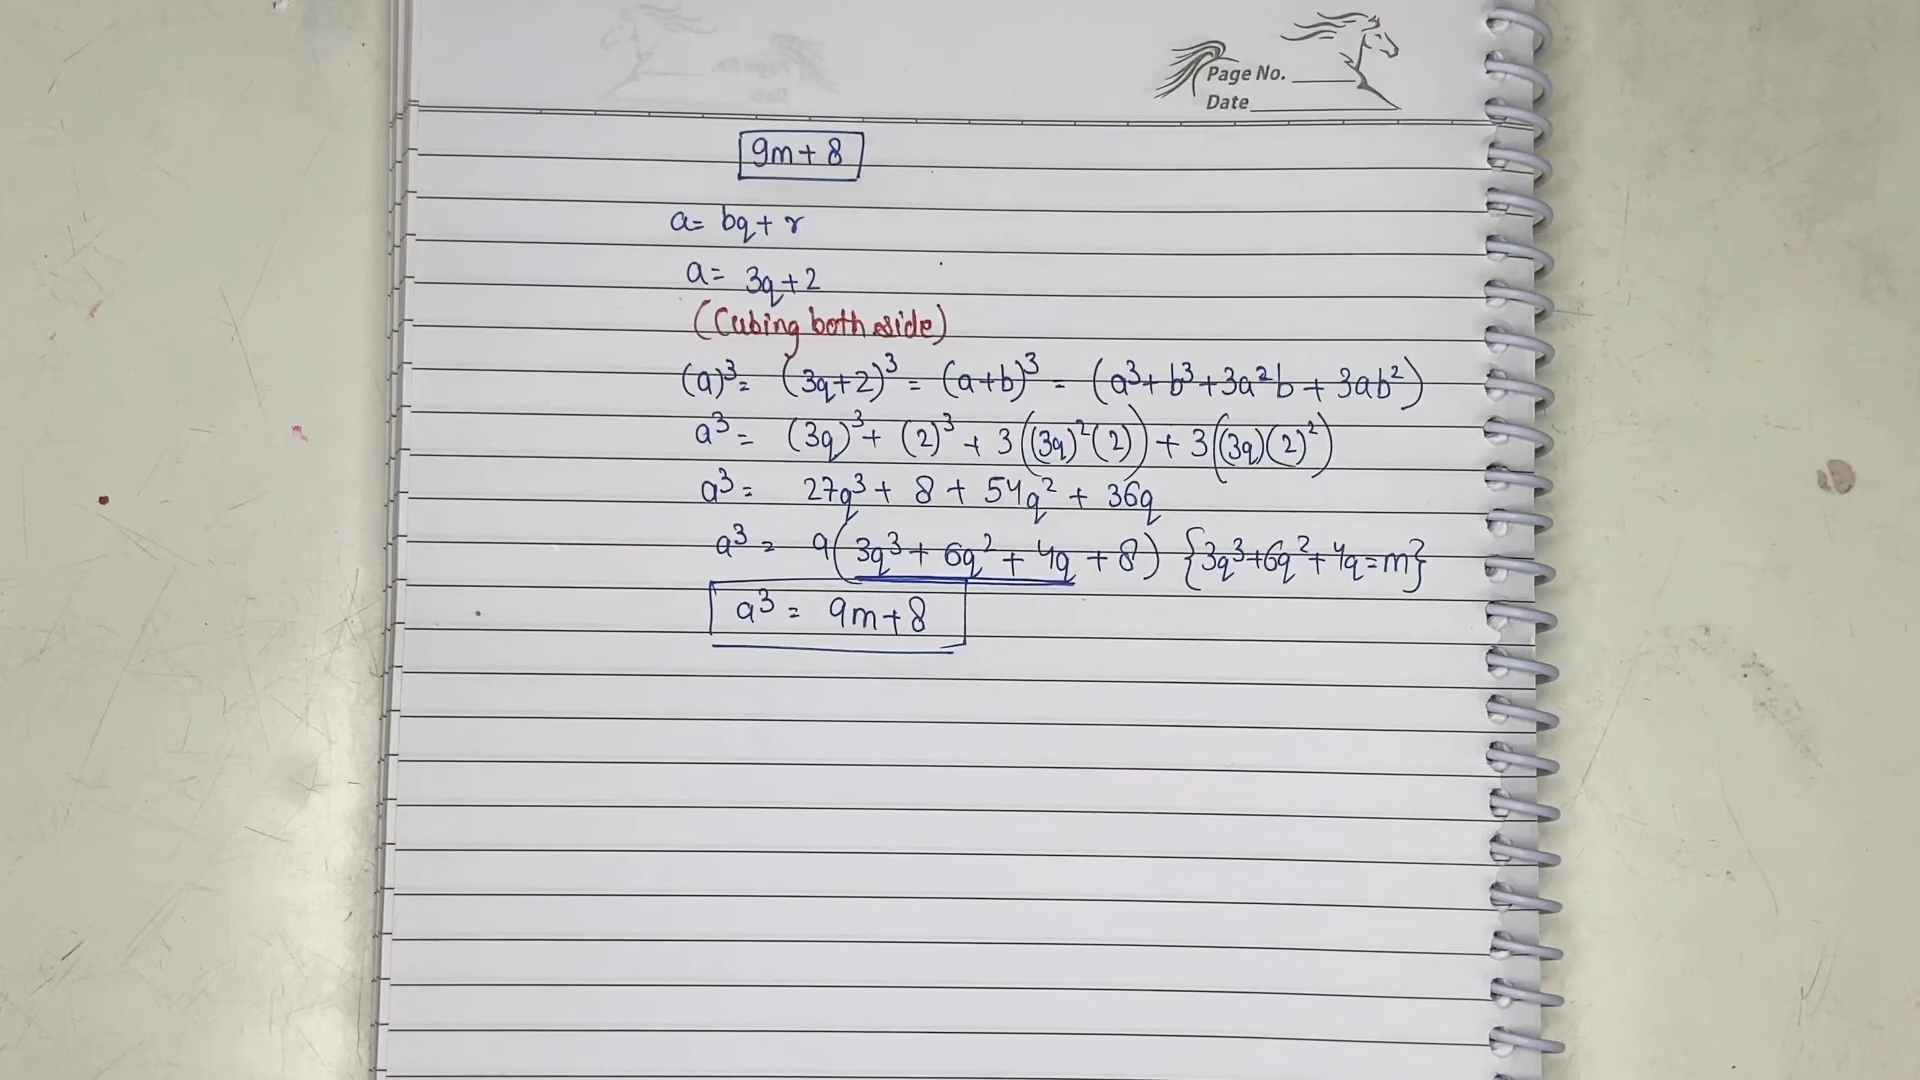 Page No.
Date
9m+8
a= bq+r
a= 3q+2
(Cubing both side)
(a)³= (3q+2)³ = (a+b)³ = (a³+b³+3a²b+3ab²)
a³= (3q)³+ (2)³ + 3((3q)²(2)) + 3((3q)(2)²)
a³= 27q³+ 8 + 54q² + 36q
a³= 9(3q³+ 6q² + 4q + 8) {3q³+6q²+4q=m}
a³= 9m+8